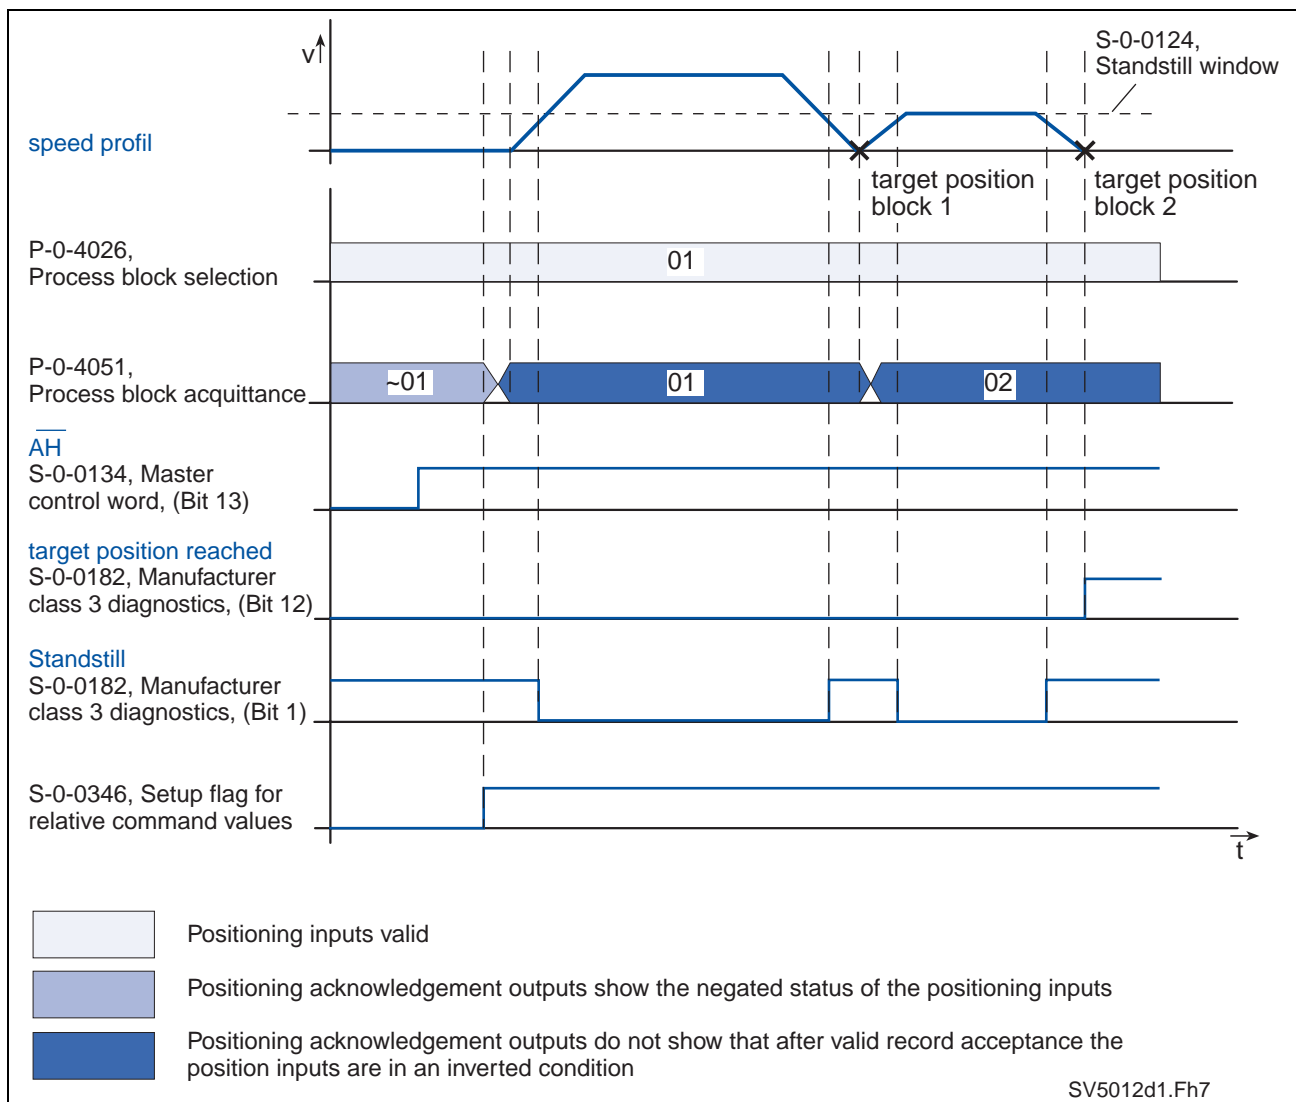 v
S-0-0124,
Standstill window
speed profil
target position
block 1
target position
block 2
P-0-4026,
Process block selection
01
P-0-4051,
Process block acquittance
~01
01
02
AH
S-0-0134, Master
control word, (Bit 13)
target position reached
S-0-0182, Manufacturer
class 3 diagnostics, (Bit 12)
Standstill
S-0-0182, Manufacturer
class 3 diagnostics, (Bit 1)
S-0-0346, Setup flag for
relative command values
t
Positioning inputs valid
Positioning acknowledgement outputs show the negated status of the positioning inputs
Positioning acknowledgement outputs do not show that after valid record acceptance the
position inputs are in an inverted condition
SV5012d1.Fh7